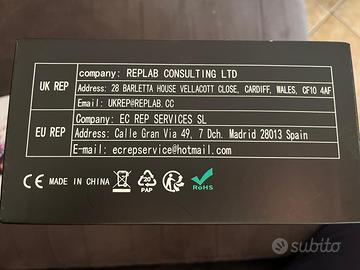 UK REP
company: REPLAB CONSULTING LTD
Address: 28 BARLETTA HOUSE VELLACOTT CLOSE, CARDIFF, WALES, CF10 4AF
Email: UKREP@REPLAB.CC
EU REP
Company: EC REP SERVICES SL
Address: Calle Gran Via 49, 7 Dch. Madrid 28013 Spain
E-mail: ecrepservice@hotmail.com
CE MADE IN CHINA 20 PAP RoHS
subito